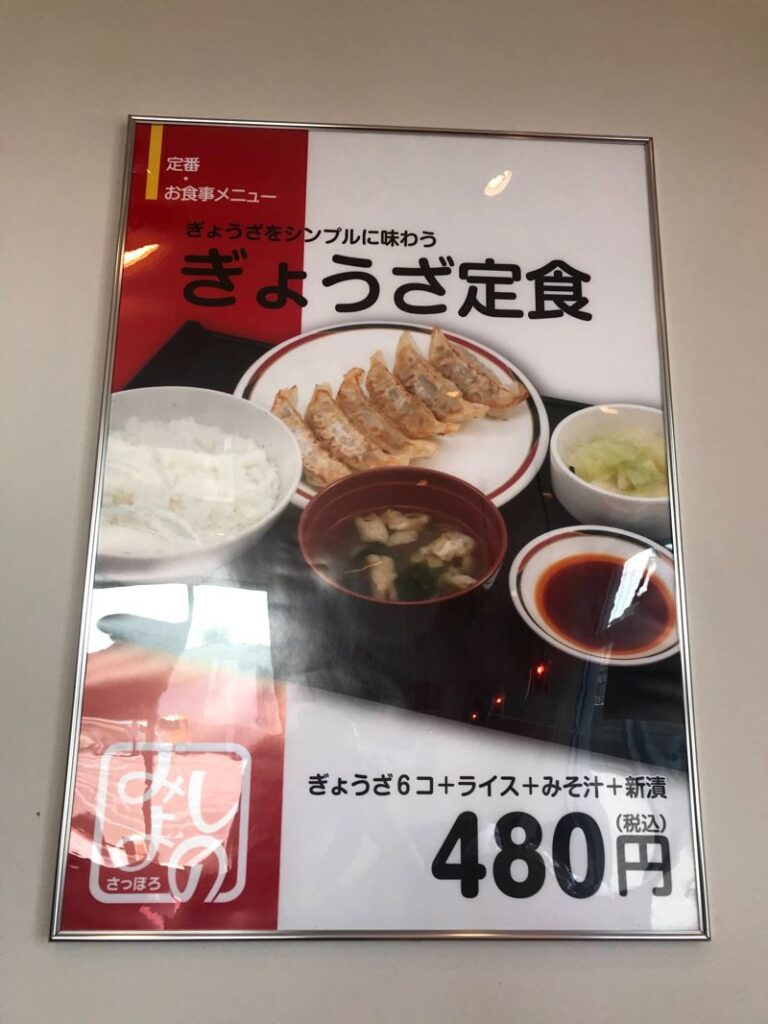 定番
・
お食事メニュー
ぎょうざをシンプルに味わう
ぎょうざ定食
ぎょうざ6コ+ライス+みそ汁+新漬
480円(税込)
みよしの
さっぽろ